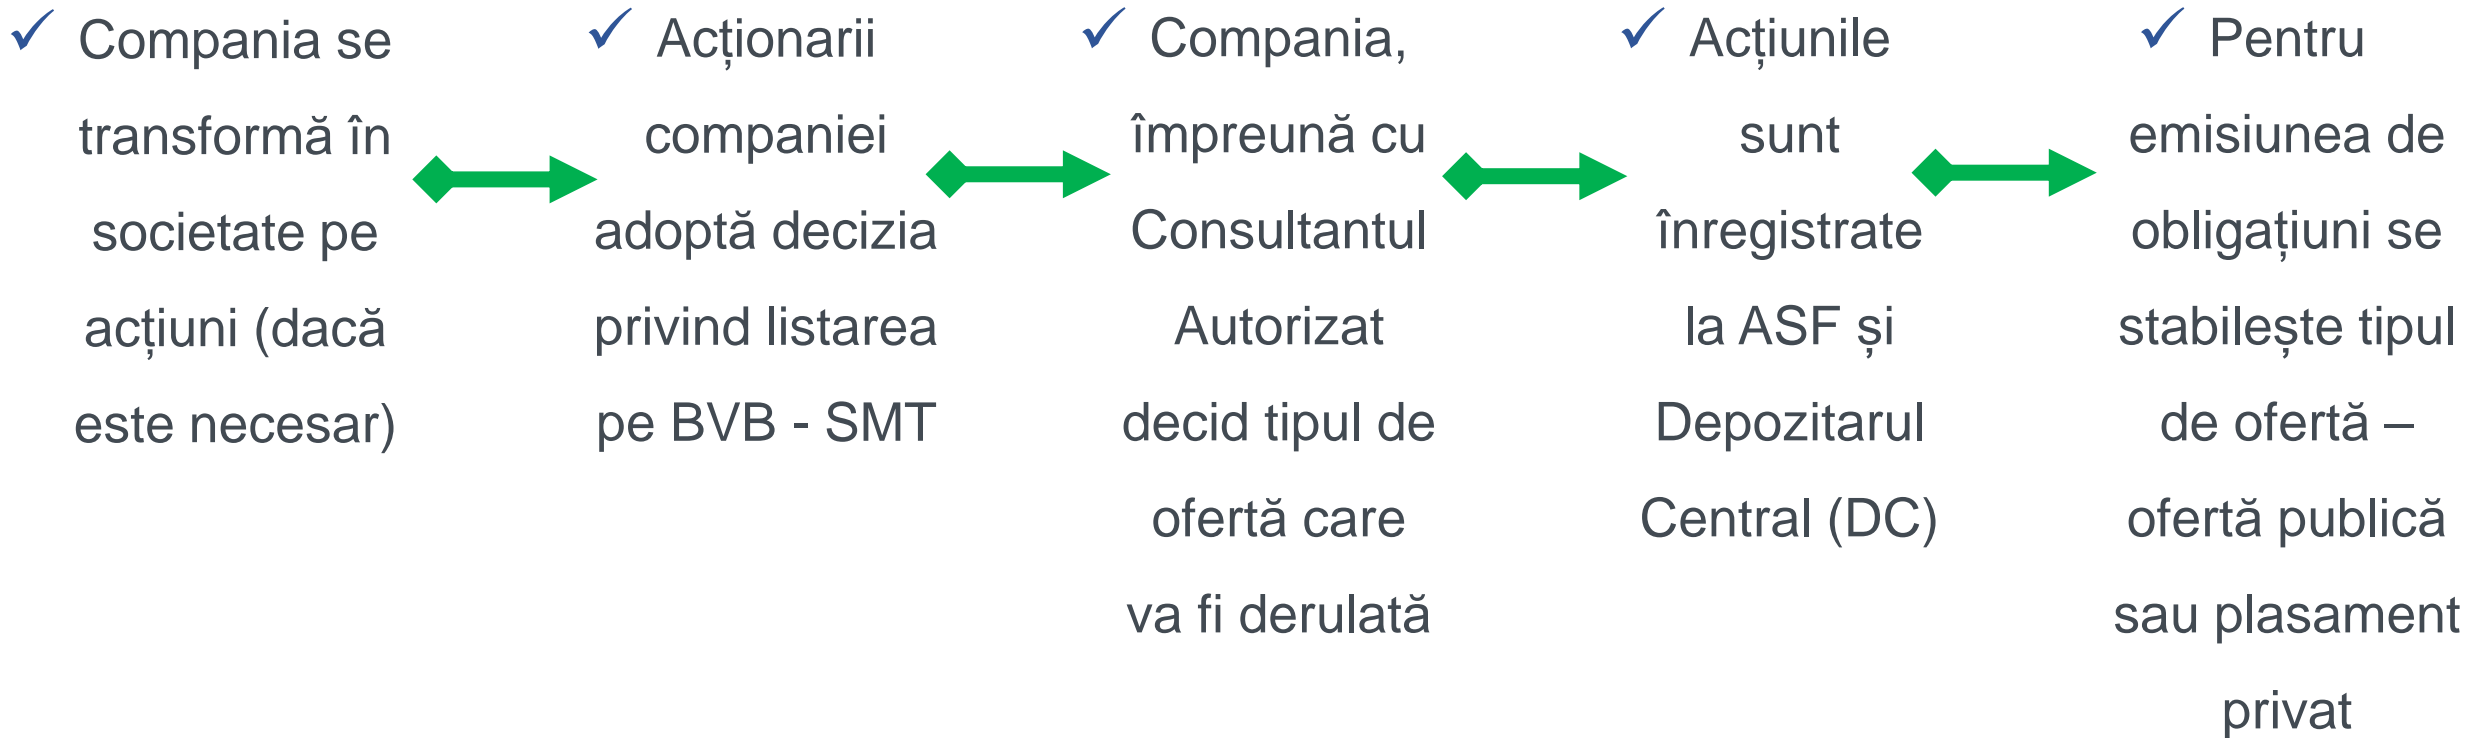 Compania se
transformă în
societate pe
acțiuni (dacă
este necesar)
Acționarii
companiei
adoptă decizia
privind listarea
pe BVB - SMT
Compania,
împreună cu
Consultantul
Autorizat
decid tipul de
ofertă care
va fi derulată
Acțiunile
sunt
înregistrate
la ASF și
Depozitarul
Central (DC)
Pentru
emisiunea de
obligațiuni se
stabilește tipul
de ofertă –
ofertă publică
sau plasament
privat